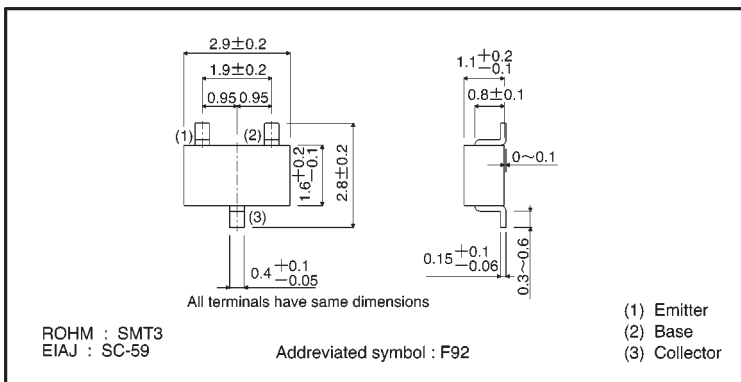 2.9±0.2
1.9±0.2
0.95 0.95
(1) (2)
(3)
1.6 +0.2 −0.1
2.8±0.2
0.4 +0.1 −0.05
All terminals have same dimensions
1.1 +0.2 −0.1
0.8±0.1
0～0.1
0.15 +0.1 −0.06
0.3～0.6
ROHM : SMT3
EIAJ : SC-59
Addreviated symbol : F92
(1) Emitter
(2) Base
(3) Collector